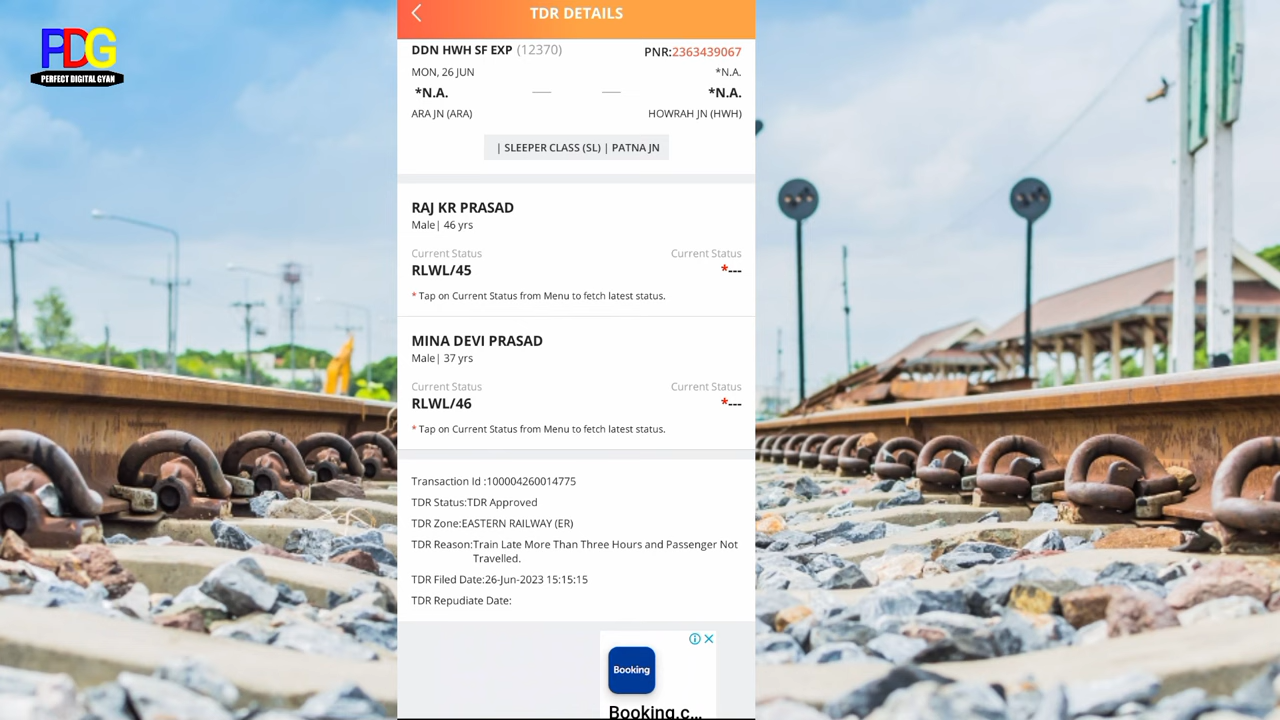 PDG
PERFECT DIGITAL GYAN
TDR DETAILS
DDN HWH SF EXP (12370) PNR:2363439067
MON, 26 JUN *N.A.
*N.A. *N.A.
ARA JN (ARA) HOWRAH JN (HWH)
| SLEEPER CLASS (SL) | PATNA JN
RAJ KR PRASAD
Male| 46 yrs
Current Status Current Status
RLWL/45 *---
* Tap on Current Status from Menu to fetch latest status.
MINA DEVI PRASAD
Male| 37 yrs
Current Status Current Status
RLWL/46 *---
* Tap on Current Status from Menu to fetch latest status.
Transaction Id :100004260014775
TDR Status:TDR Approved
TDR Zone:EASTERN RAILWAY (ER)
TDR Reason:Train Late More Than Three Hours and Passenger Not
Travelled.
TDR Filed Date:26-Jun-2023 15:15:15
TDR Repudiate Date:
Booking
Booking.c...